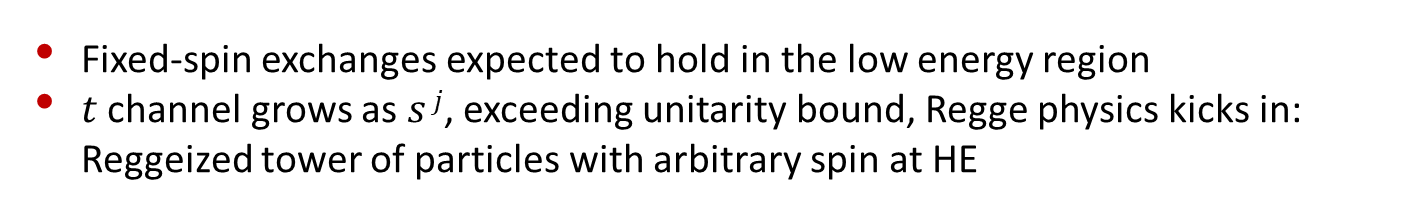 • Fixed-spin exchanges expected to hold in the low energy region
• t channel grows as s^j, exceeding unitarity bound, Regge physics kicks in:
Reggeized tower of particles with arbitrary spin at HE